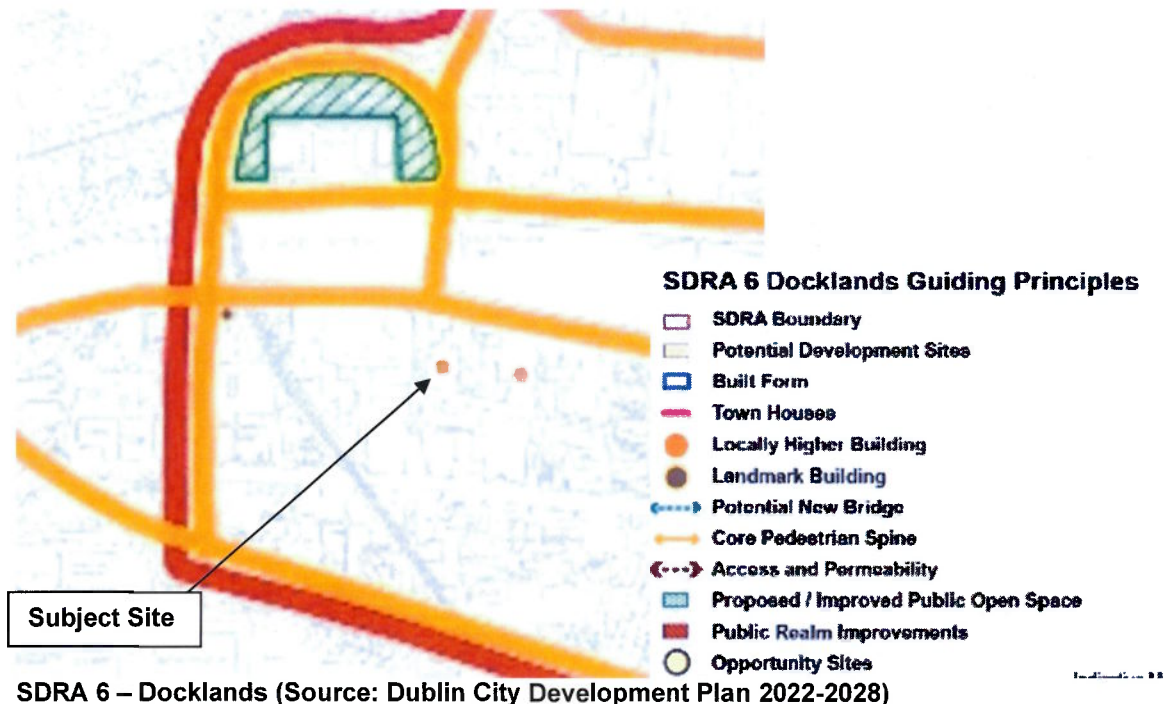 SDRA 6 Docklands Guiding Principles
SDRA Boundary
Potential Development Sites
Built Form
Town Houses
Locally Higher Building
Landmark Building
Potential New Bridge
Core Pedestrian Spine
Access and Permeability
Proposed / Improved Public Open Space
Public Realm Improvements
Opportunity Sites
Subject Site
SDRA 6 – Docklands (Source: Dublin City Development Plan 2022-2028)